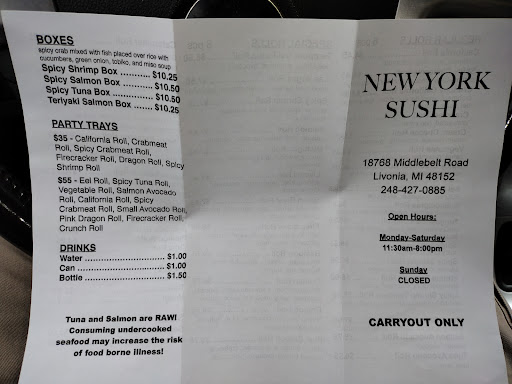 BOXES
spicy crab mixed with fish placed over rice with
cucumbers, green onion, tobiko, and miso soup
Spicy Shrimp Box ............ $10.25
Spicy Salmon Box ........... $10.50
Spicy Tuna Box ............... $10.50
Teriyaki Salmon Box ....... $10.25
PARTY TRAYS
$35 - California Roll, Crabmeat
Roll, Spicy Crabmeat Roll,
Firecracker Roll, Dragon Roll, Spicy
Shrimp Roll
$55 - Eel Roll, Spicy Tuna Roll,
Vegetable Roll, Salmon Avocado
Roll, California Roll, Spicy
Crabmeat Roll, Small Avocado Roll,
Pink Dragon Roll, Firecracker Roll,
Crunch Roll
DRINKS
Water ............................ $1.00
Can ................................ $1.00
Bottle ............................. $1.50
Tuna and Salmon are RAW!
Consuming undercooked
seafood may increase the risk
of food borne illness!
NEW YORK
SUSHI
18768 Middlebelt Road
Livonia, MI 48152
248-427-0885
Open Hours:
Monday-Saturday
11:30am-8:00pm
Sunday
CLOSED
CARRYOUT ONLY